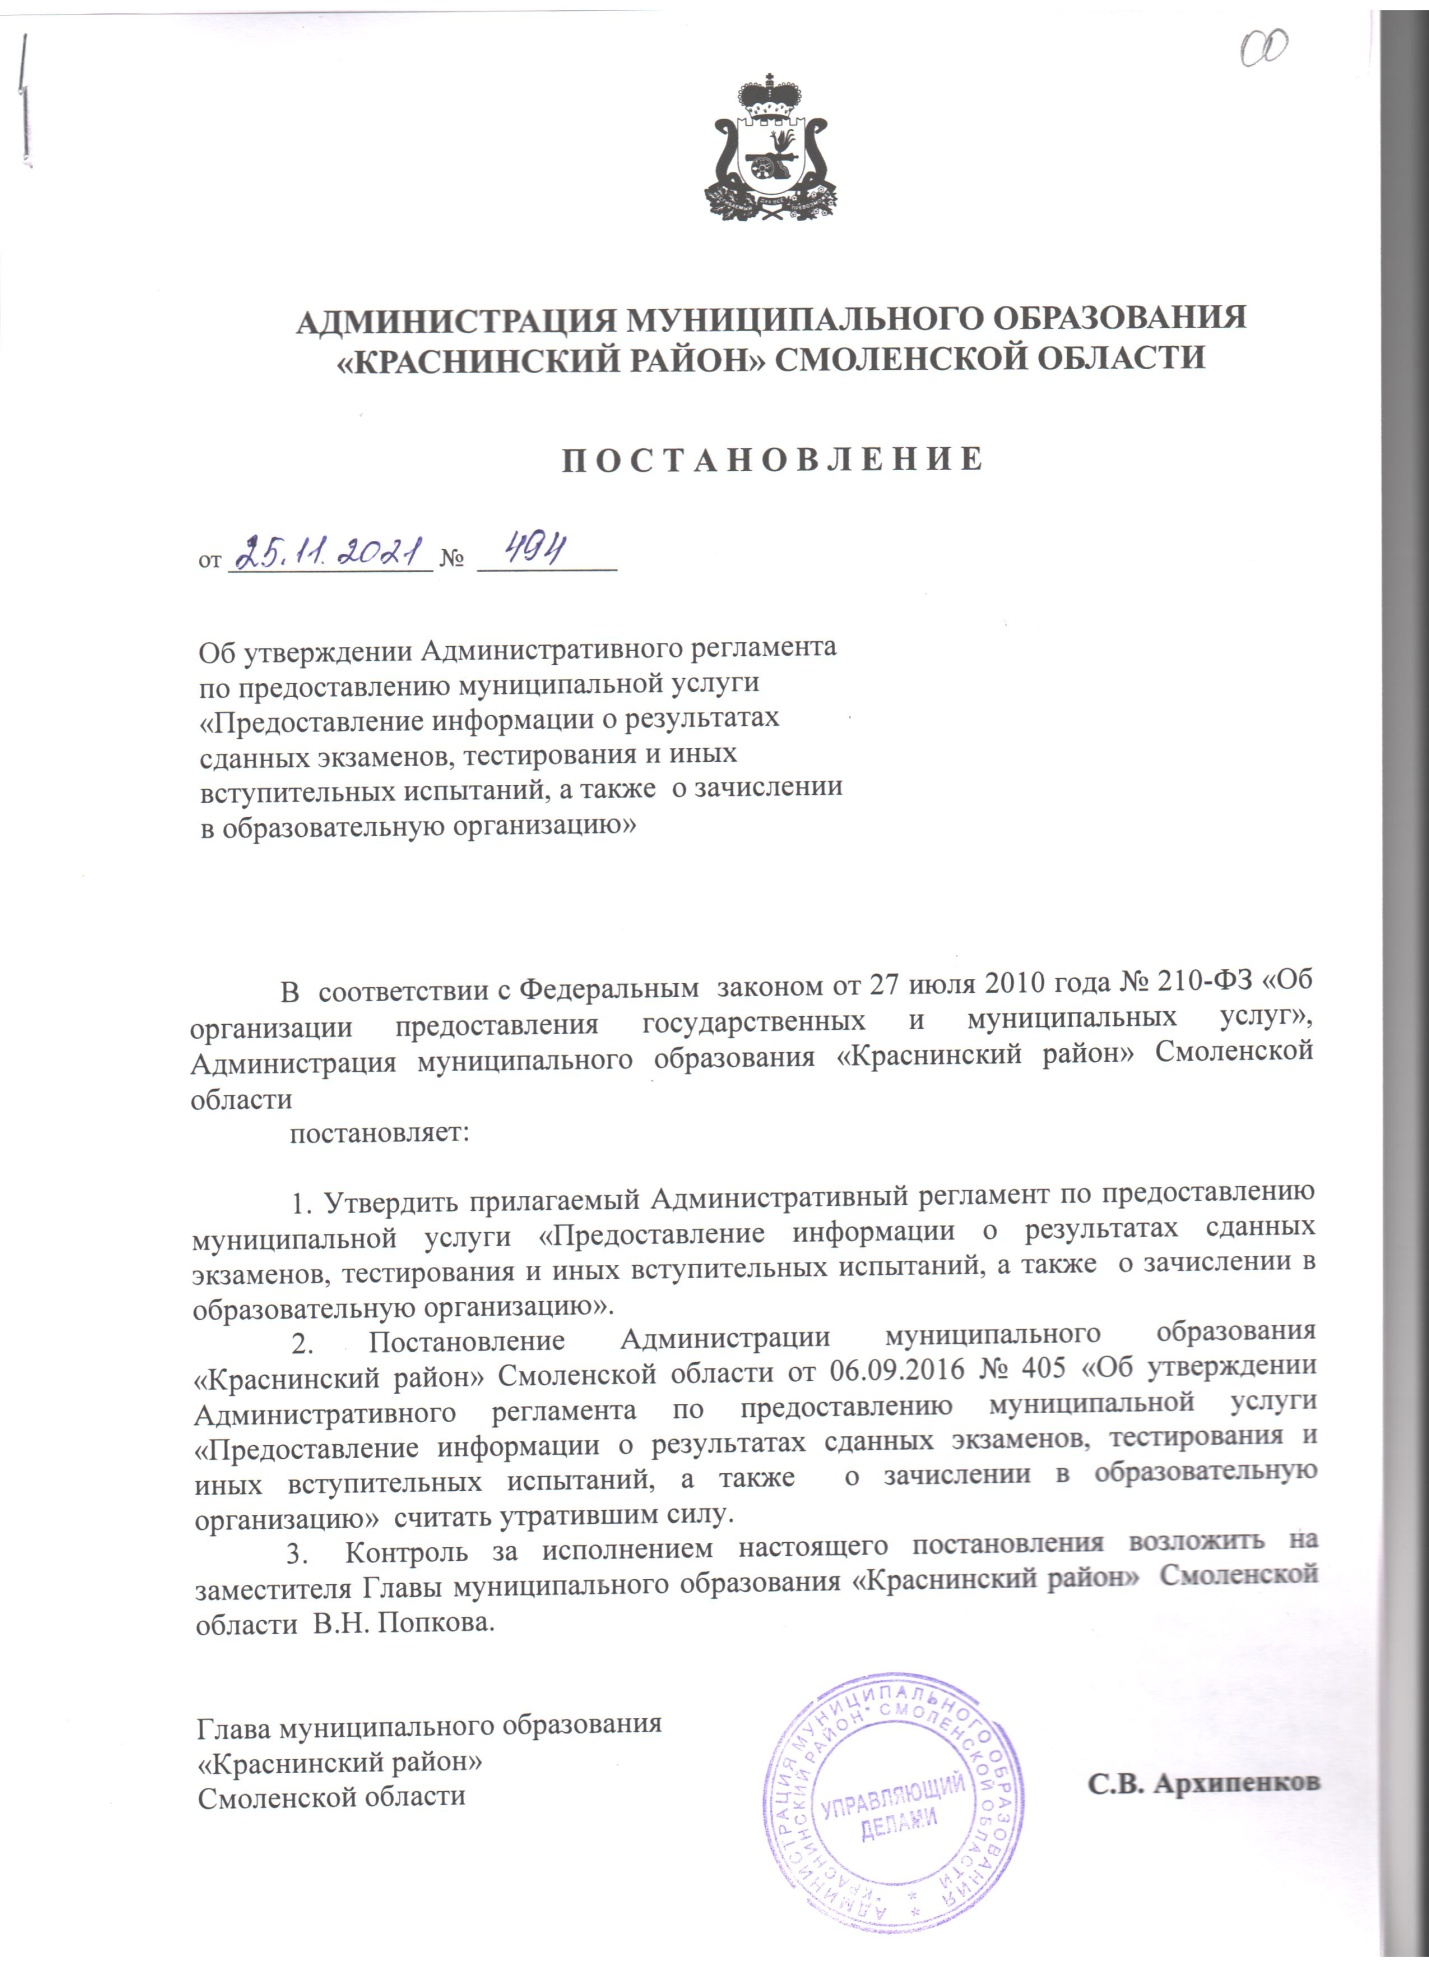 АДМИНИСТРАЦИЯ МУНИЦИПАЛЬНОГО ОБРАЗОВАНИЯ
«КРАСНИНСКИЙ РАЙОН» СМОЛЕНСКОЙ ОБЛАСТИ
П О С Т А Н О В Л Е Н И Е
от 25.11.2021 № 494
Об утверждении Административного регламента
по предоставлению муниципальной услуги
«Предоставление информации о результатах
сданных экзаменов, тестирования и иных
вступительных испытаний, а также о зачислении
в образовательную организацию»
В соответствии с Федеральным законом от 27 июля 2010 года № 210-ФЗ «Об
организации предоставления государственных и муниципальных услуг»,
Администрация муниципального образования «Краснинский район» Смоленской
области
постановляет:
1. Утвердить прилагаемый Административный регламент по предоставлению
муниципальной услуги «Предоставление информации о результатах сданных
экзаменов, тестирования и иных вступительных испытаний, а также о зачислении в
образовательную организацию».
2. Постановление Администрации муниципального образования
«Краснинский район» Смоленской области от 06.09.2016 № 405 «Об утверждении
Административного регламента по предоставлению муниципальной услуги
«Предоставление информации о результатах сданных экзаменов, тестирования и
иных вступительных испытаний, а также о зачислении в образовательную
организацию» считать утратившим силу.
3. Контроль за исполнением настоящего постановления возложить на
заместителя Главы муниципального образования «Краснинский район» Смоленской
области В.Н. Попкова.
Глава муниципального образования
«Краснинский район»
Смоленской области
С.В. Архипенков
АДМИНИСТРАЦИЯ МУНИЦИПАЛЬНОГО ОБРАЗОВАНИЯ
"КРАСНИНСКИЙ РАЙОН" СМОЛЕНСКОЙ ОБЛАСТИ
УПРАВЛЯЮЩИЙ
ДЕЛАМИ